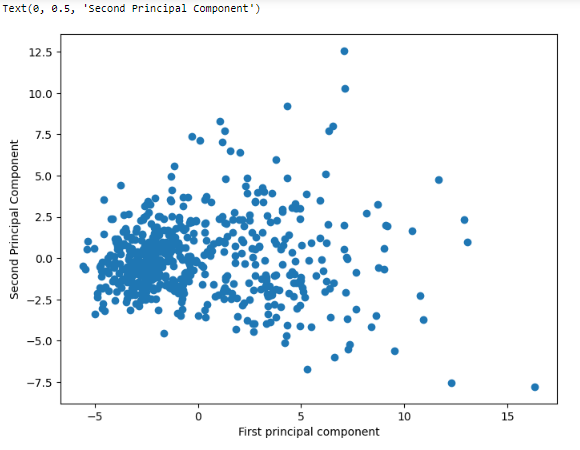 Text(0, 0.5, 'Second Principal Component')
12.5
10.0
7.5
5.0
2.5
0.0
−2.5
−5.0
−7.5
Second Principal Component
−5 0 5 10 15
First principal component